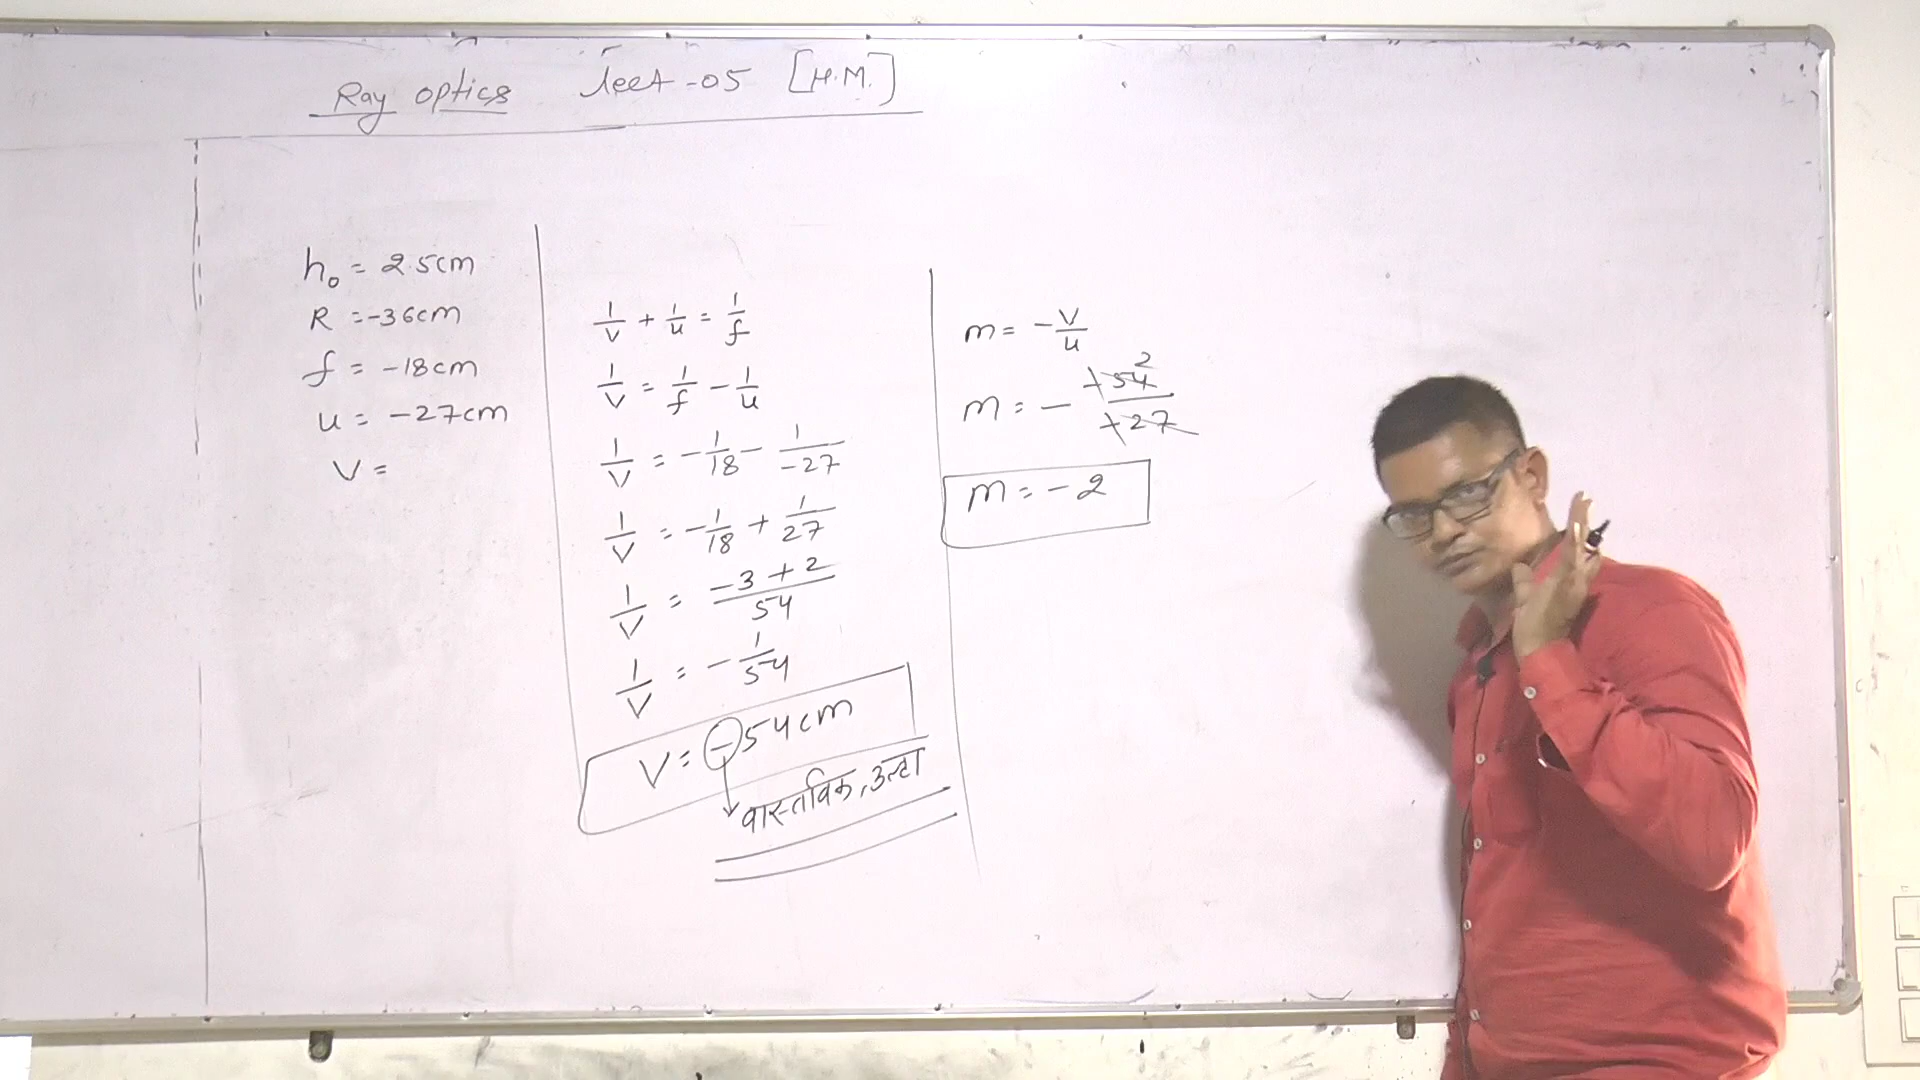 Ray optics Lect-05 [H.M.]
h₀ = 2.5cm
R = -36cm
f = -18cm
u = -27cm
V =
1/V + 1/u = 1/f
1/V = 1/f - 1/u
1/V = -1/18 - 1/-27
1/V = -1/18 + 1/27
1/V = (-3+2)/54
1/V = -1/54
V = -54cm
वास्तविक, उल्टा
m = -V/u
m = - +54 2/+27
m = -2